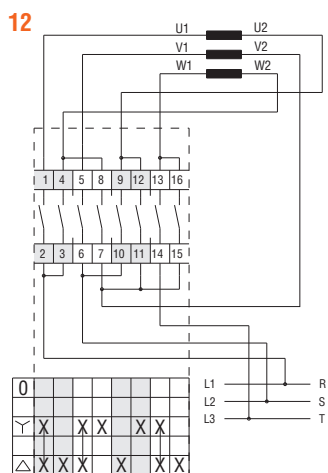 12
U1 U2
V1 V2
W1 W2
1 4 5 8 9 12 13 16
2 3 6 7 10 11 14 15
L1 R
L2 S
L3 T
0
Y X X X X X
△ X X X X X X